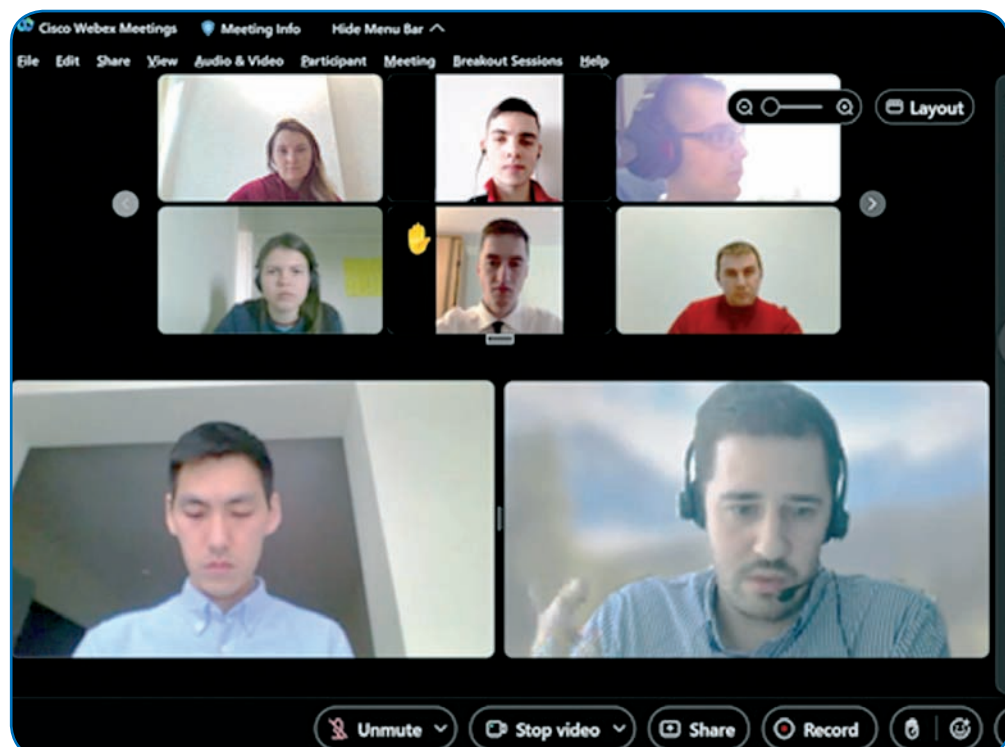 Cisco Webex Meetings Meeting Info Hide Menu Bar
File Edit Share View Audio & Video Participant Meeting Breakout Sessions Help
Layout
Unmute Stop video Share Record